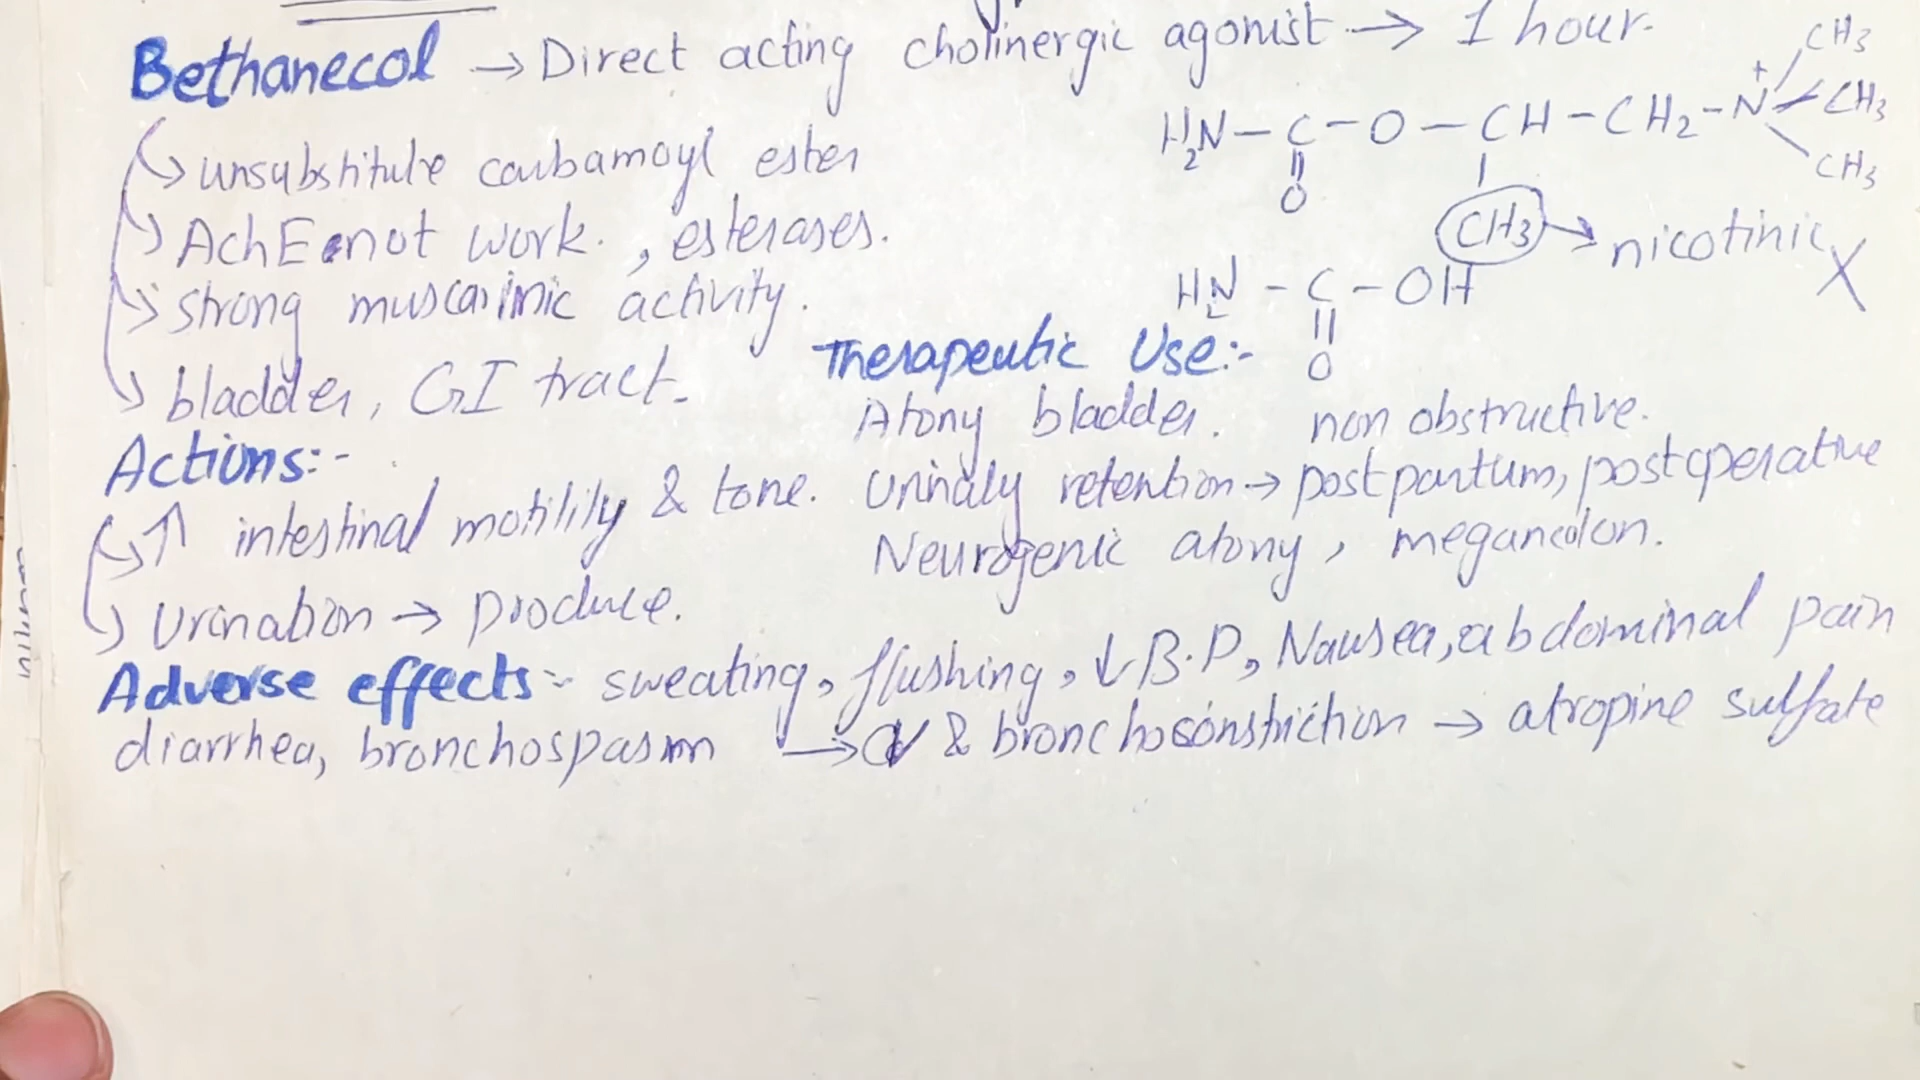 Bethanecol → Direct acting cholinergic agonist → 1 hour.
H₂N – C – O – CH – CH₂ – N⁺
CH₃
CH₃
CH₃
O
CH₃ → nicotinic X
H₂N – C – OH
O
↳ unsubstitute carbamoyl ester
↳ AchE not work. , esterases.
↳ strong muscarinic activity.
↳ bladder, GI tract.
Actions:-
↳ ↑ intestinal motility & tone.
↳ Urination → produce.
Therapeutic Use:-
Atony bladder. non obstructive.
Urinary retention → postpartum, postoperative
Neurogenic atony, megancolon.
Adverse effects:- sweating, flushing, ↓ B.P, Nausea, abdominal pain
diarrhea, bronchospasm → & bronchoconstriction → atropine sulfate